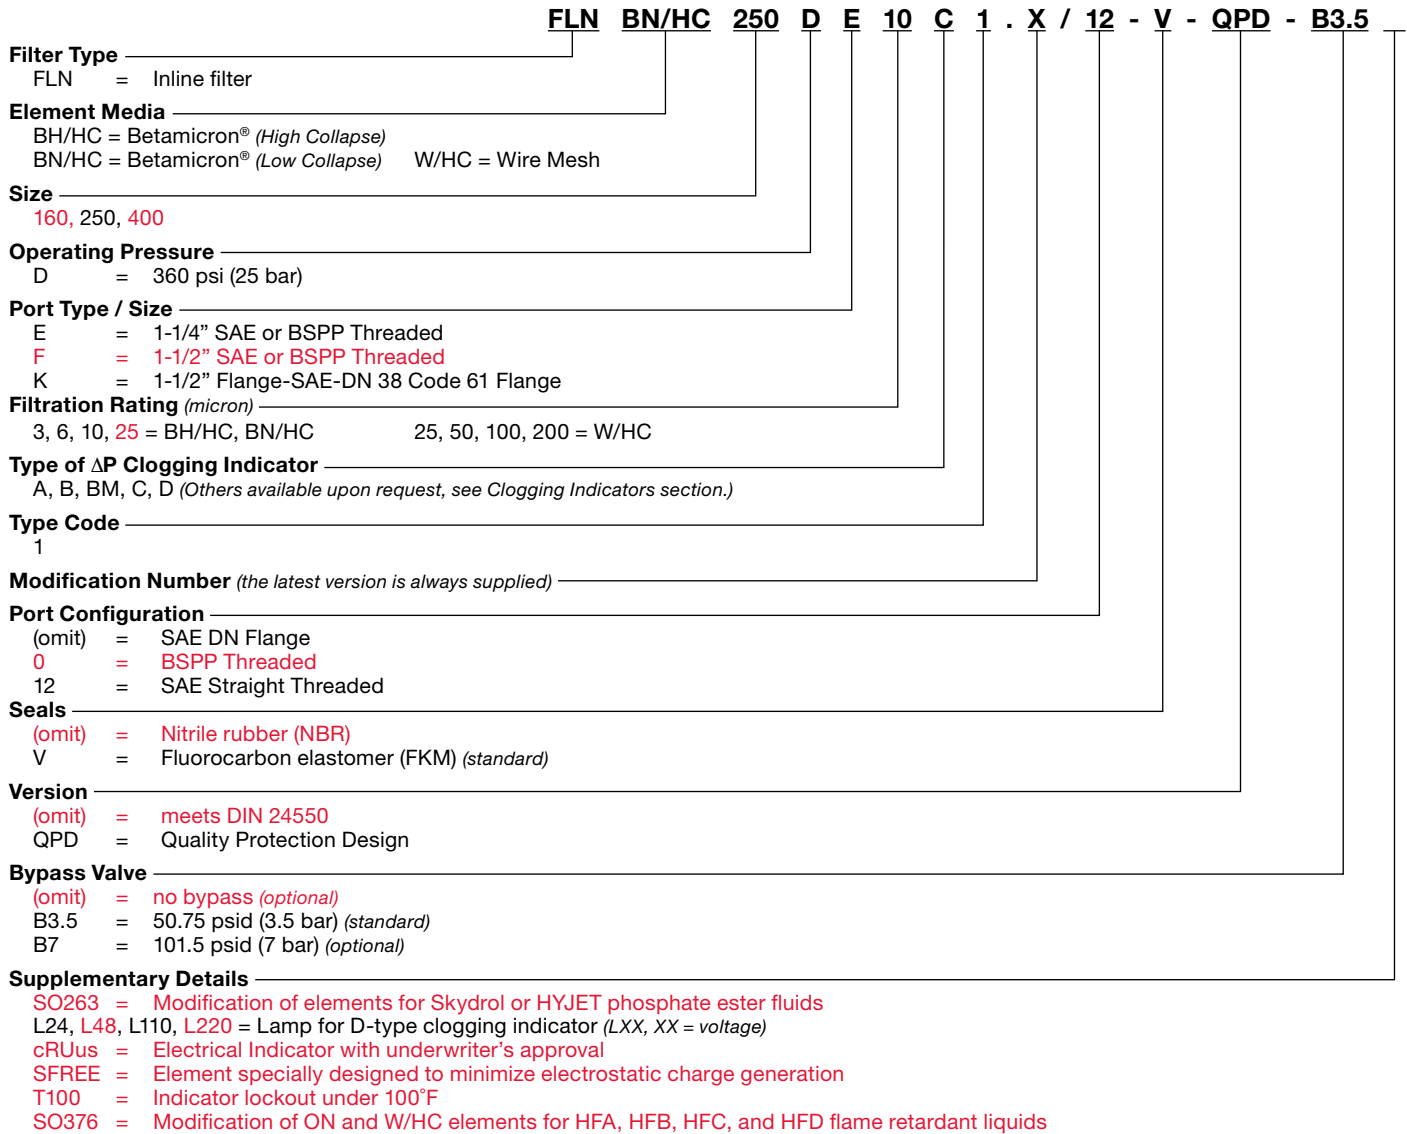 FLN BN/HC 250 D E 10 C 1 . X / 12 - V - QPD - B3.5
Filter Type
FLN = Inline filter
Element Media
BH/HC = Betamicron® (High Collapse)
BN/HC = Betamicron® (Low Collapse) W/HC = Wire Mesh
Size
160, 250, 400
Operating Pressure
D = 360 psi (25 bar)
Port Type / Size
E = 1-1/4” SAE or BSPP Threaded
F = 1-1/2” SAE or BSPP Threaded
K = 1-1/2” Flange-SAE-DN 38 Code 61 Flange
Filtration Rating (micron)
3, 6, 10, 25 = BH/HC, BN/HC 25, 50, 100, 200 = W/HC
Type of ΔP Clogging Indicator
A, B, BM, C, D (Others available upon request, see Clogging Indicators section.)
Type Code
1
Modification Number (the latest version is always supplied)
Port Configuration
(omit) = SAE DN Flange
0 = BSPP Threaded
12 = SAE Straight Threaded
Seals
(omit) = Nitrile rubber (NBR)
V = Fluorocarbon elastomer (FKM) (standard)
Version
(omit) = meets DIN 24550
QPD = Quality Protection Design
Bypass Valve
(omit) = no bypass (optional)
B3.5 = 50.75 psid (3.5 bar) (standard)
B7 = 101.5 psid (7 bar) (optional)
Supplementary Details
SO263 = Modification of elements for Skydrol or HYJET phosphate ester fluids
L24, L48, L110, L220 = Lamp for D-type clogging indicator (LXX, XX = voltage)
cRUus = Electrical Indicator with underwriter’s approval
SFREE = Element specially designed to minimize electrostatic charge generation
T100 = Indicator lockout under 100˚F
SO376 = Modification of ON and W/HC elements for HFA, HFB, HFC, and HFD flame retardant liquids